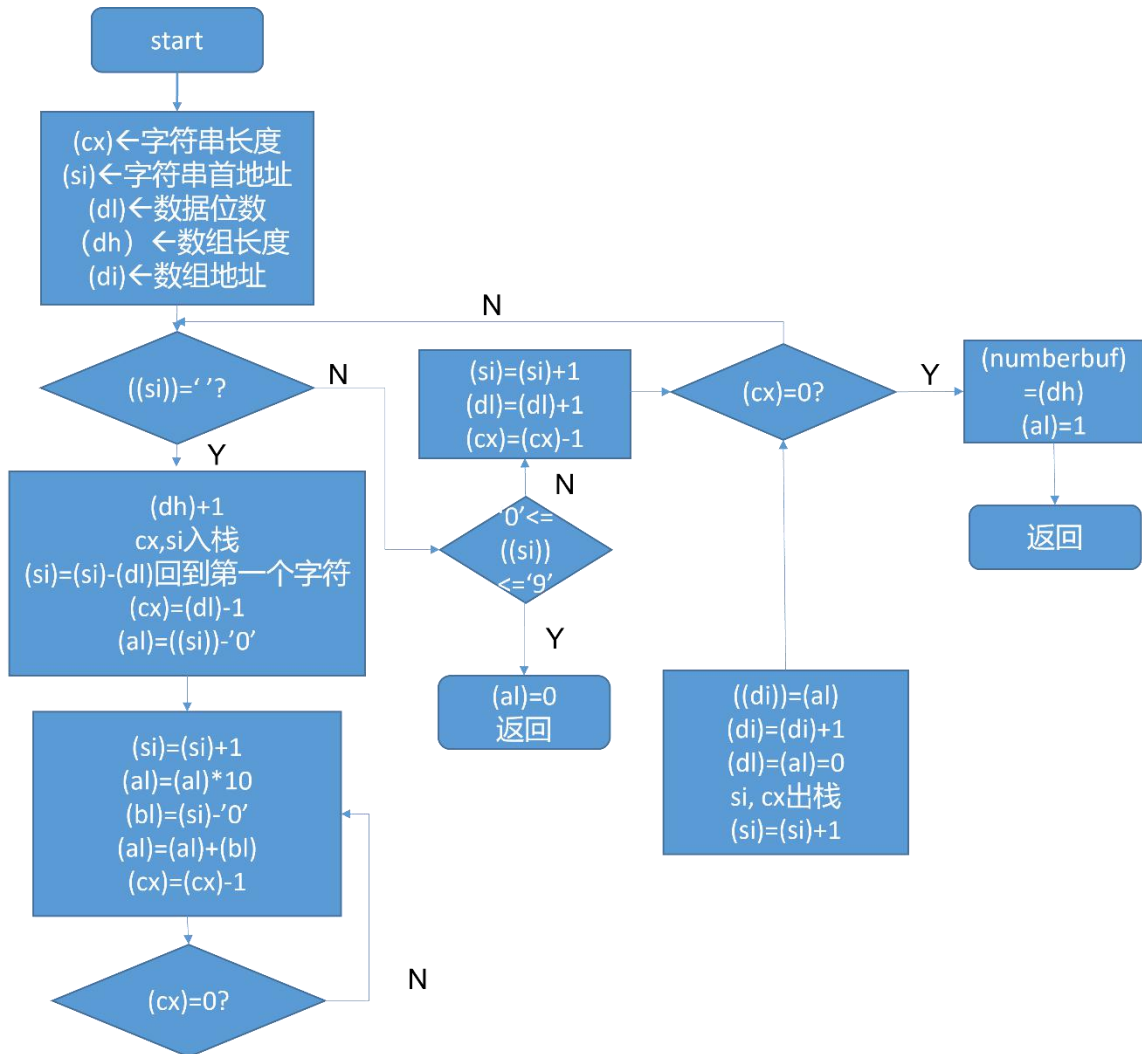 start
(cx)←字符串长度
(si)←字符串首地址
(dl)←数据位数
（dh）←数组长度
(di)←数组地址
((si))=‘ ’?
N
Y
(dh)+1
cx,si入栈
(si)=(si)-(dl)回到第一个字符
(cx)=(dl)-1
(al)=((si))-’0’
(si)=(si)+1
(al)=(al)*10
(bl)=(si)-’0’
(al)=(al)+(bl)
(cx)=(cx)-1
(cx)=0?
N
N
(si)=(si)+1
(dl)=(dl)+1
(cx)=(cx)-1
N
‘0’<=
((si))
<=‘9’
Y
(al)=0
返回
(cx)=0?
Y
(numberbuf)
=(dh)
(al)=1
返回
((di))=(al)
(di)=(di)+1
(dl)=(al)=0
si, cx出栈
(si)=(si)+1